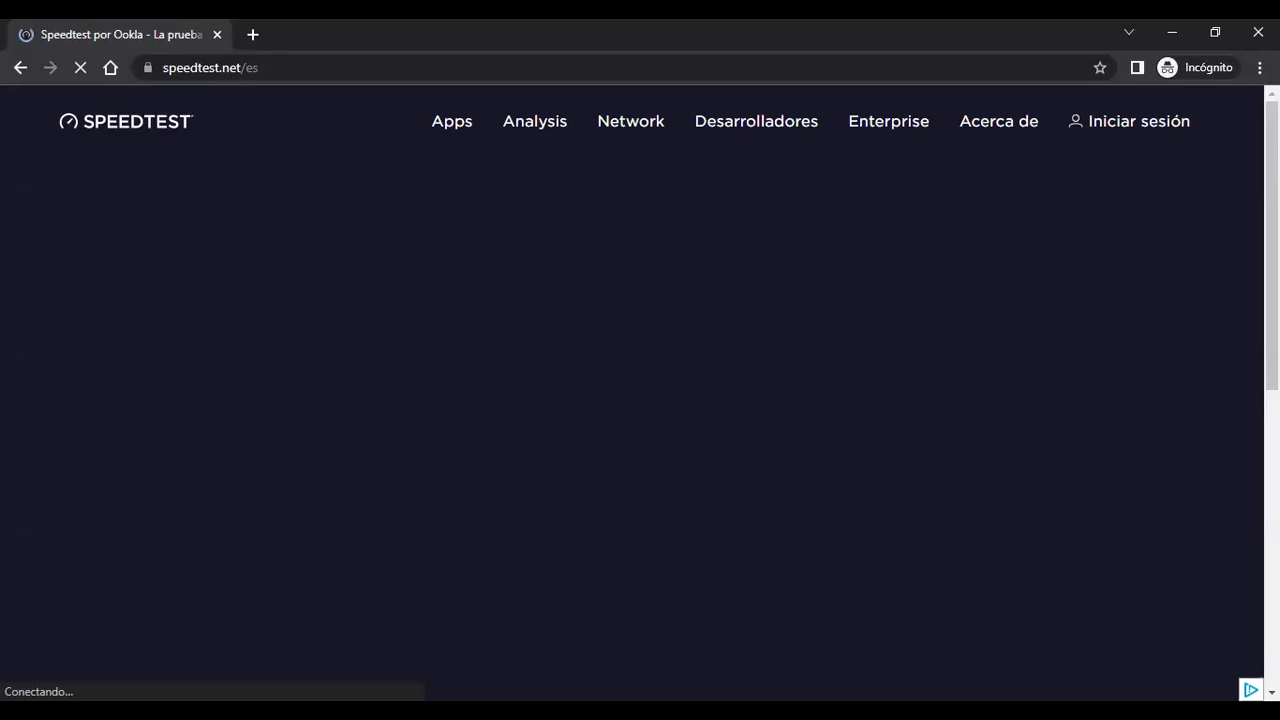 Speedtest por Ookla - La prueba
speedtest.net/es
Incógnito
SPEEDTEST
Apps Analysis Network Desarrolladores Enterprise Acerca de Iniciar sesión
Conectando...